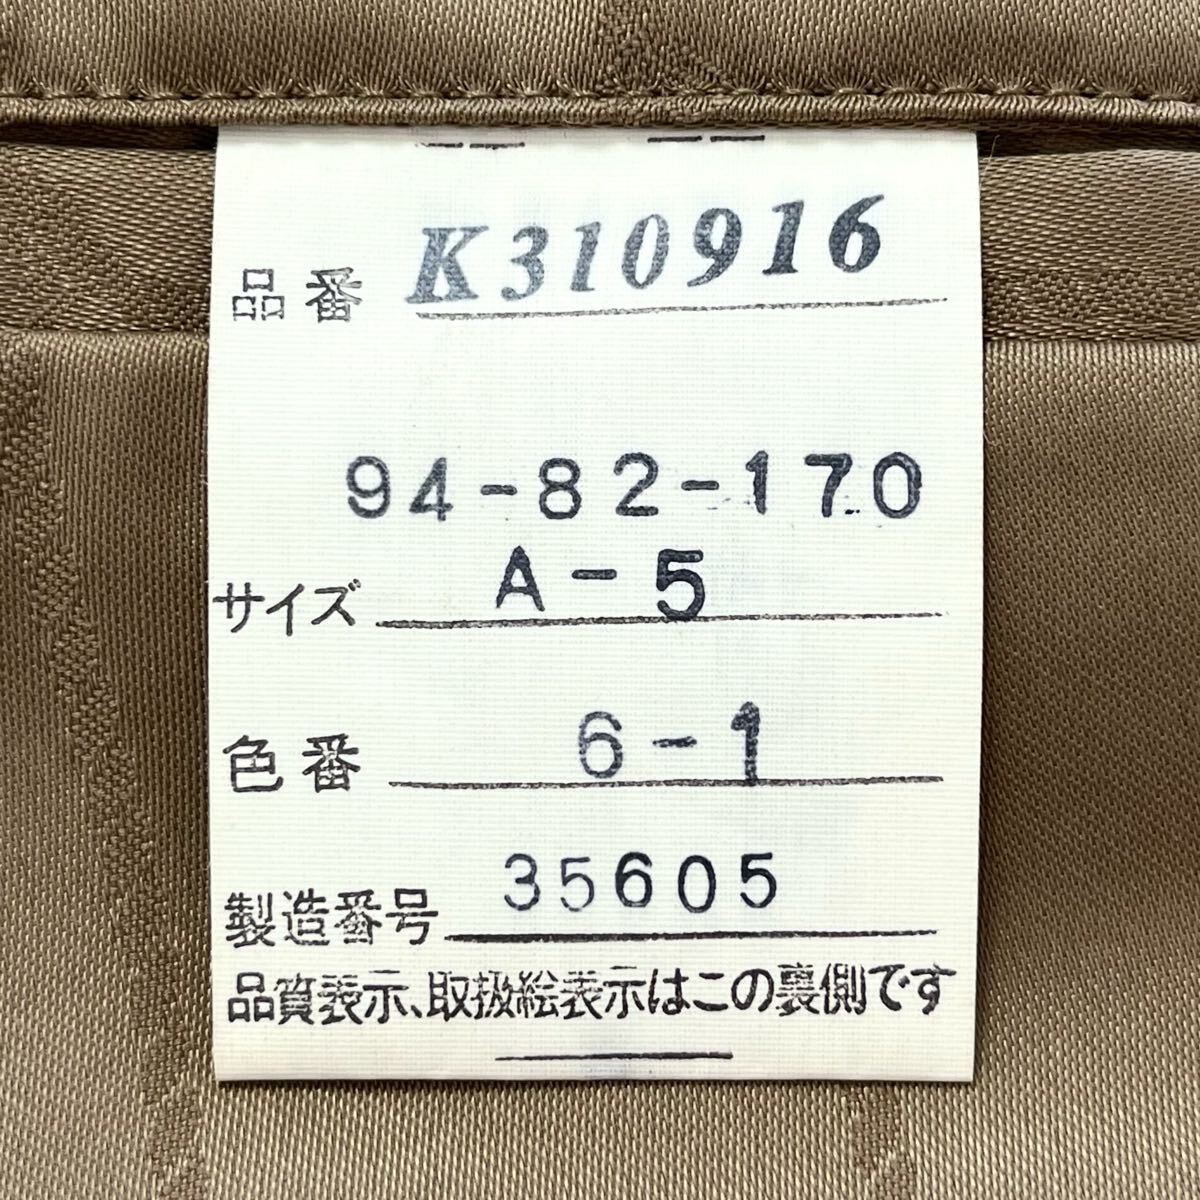 品番 K310916
94-82-170
サイズ A-5
色番 6-1
製造番号 35605
品質表示、取扱絵表示はこの裏側です